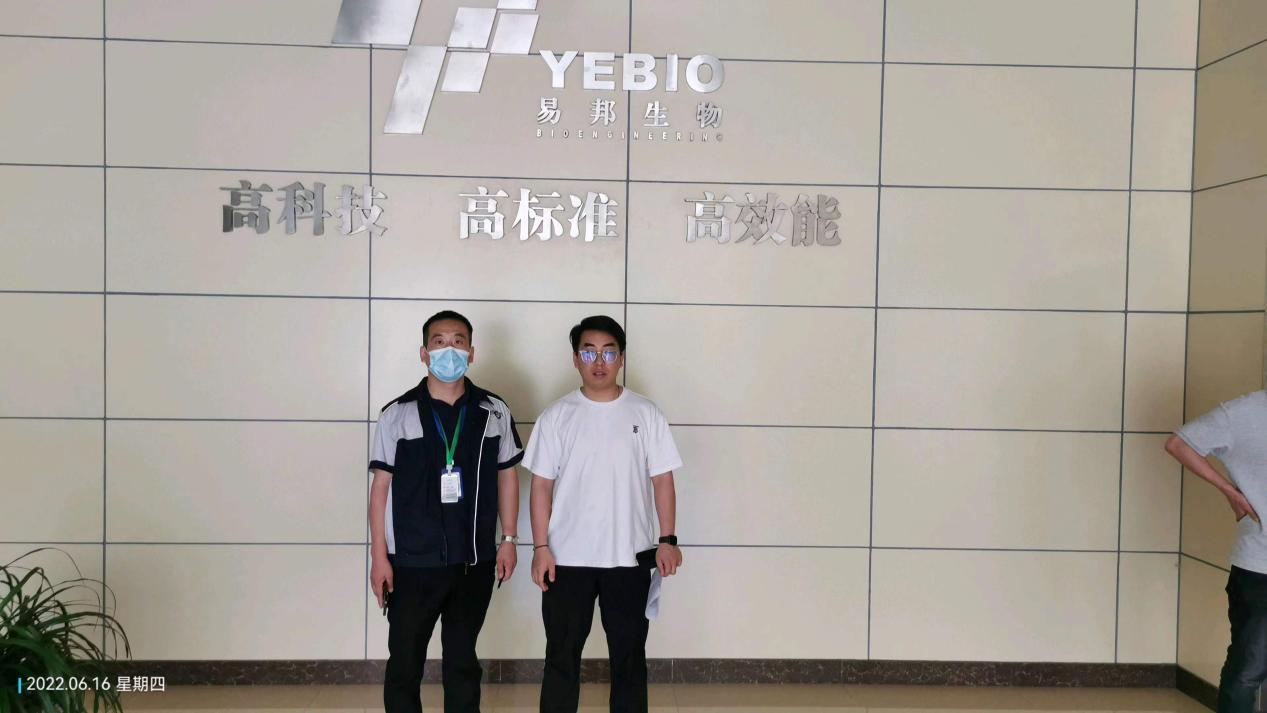 YEBIO
易邦生物
BIOENGINEERING
高科技 高标准 高效能
2022.06.16 星期四